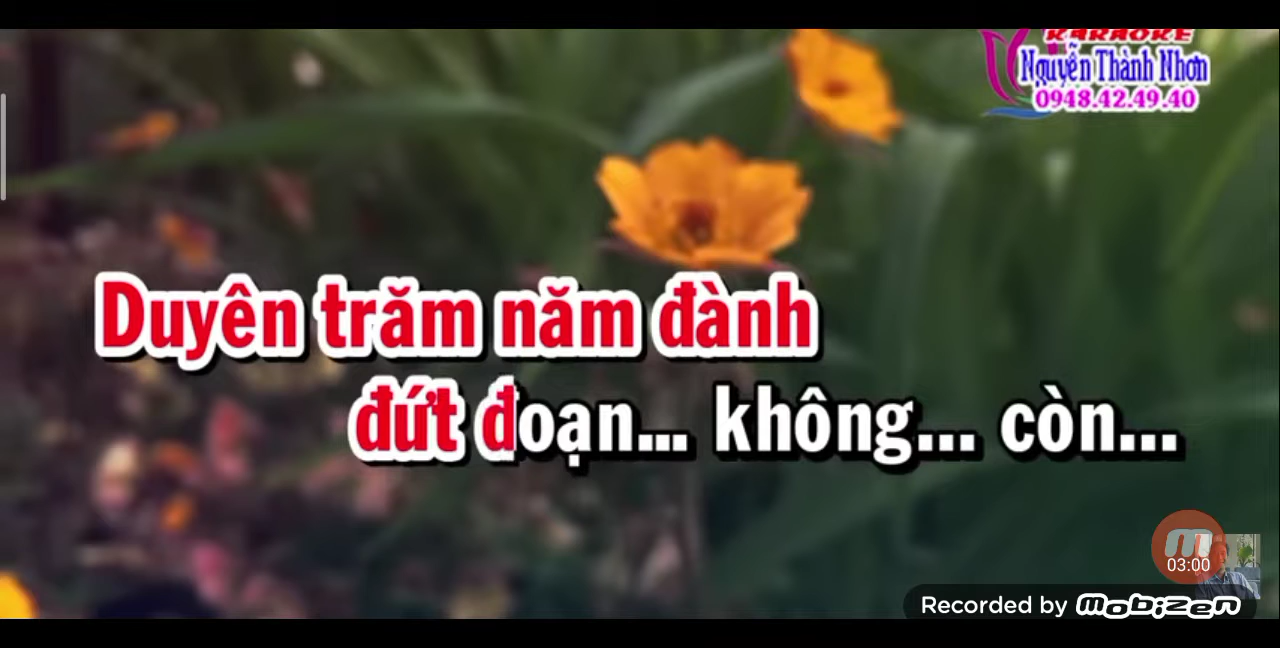 KARAOKE
Nguyễn Thành Nhơn
0948.42.49.40
Duyên trăm năm đành
đứt đoạn... không... còn...
03:00
Recorded by mobizen